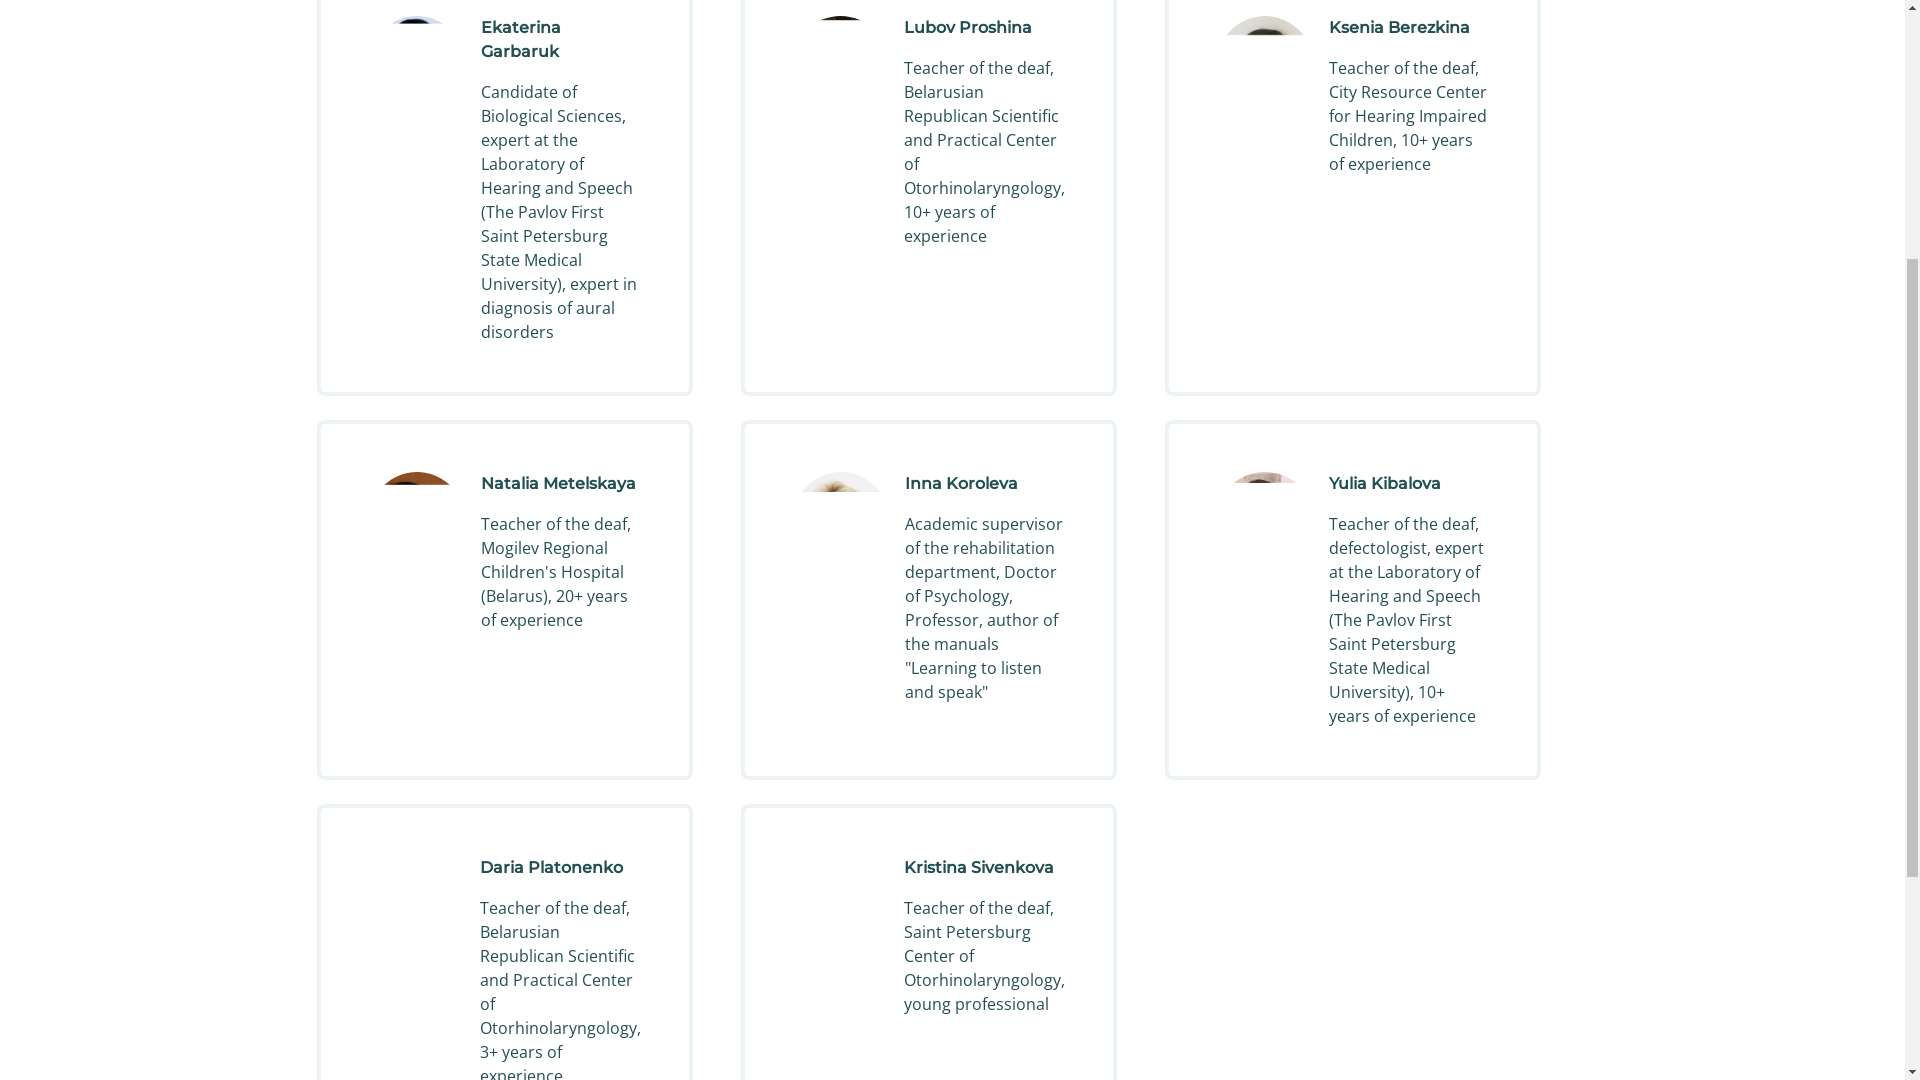 Ekaterina
Garbaruk
Candidate of
Biological Sciences,
expert at the
Laboratory of
Hearing and Speech
(The Pavlov First
Saint Petersburg
State Medical
University), expert in
diagnosis of aural
disorders
Lubov Proshina
Teacher of the deaf,
Belarusian
Republican Scientific
and Practical Center
of
Otorhinolaryngology,
10+ years of
experience
Ksenia Berezkina
Teacher of the deaf,
City Resource Center
for Hearing Impaired
Children, 10+ years
of experience
Natalia Metelskaya
Teacher of the deaf,
Mogilev Regional
Children's Hospital
(Belarus), 20+ years
of experience
Inna Koroleva
Academic supervisor
of the rehabilitation
department, Doctor
of Psychology,
Professor, author of
the manuals
"Learning to listen
and speak"
Yulia Kibalova
Teacher of the deaf,
defectologist, expert
at the Laboratory of
Hearing and Speech
(The Pavlov First
Saint Petersburg
State Medical
University), 10+
years of experience
Daria Platonenko
Teacher of the deaf,
Belarusian
Republican Scientific
and Practical Center
of
Otorhinolaryngology,
3+ years of
experience
Kristina Sivenkova
Teacher of the deaf,
Saint Petersburg
Center of
Otorhinolaryngology,
young professional